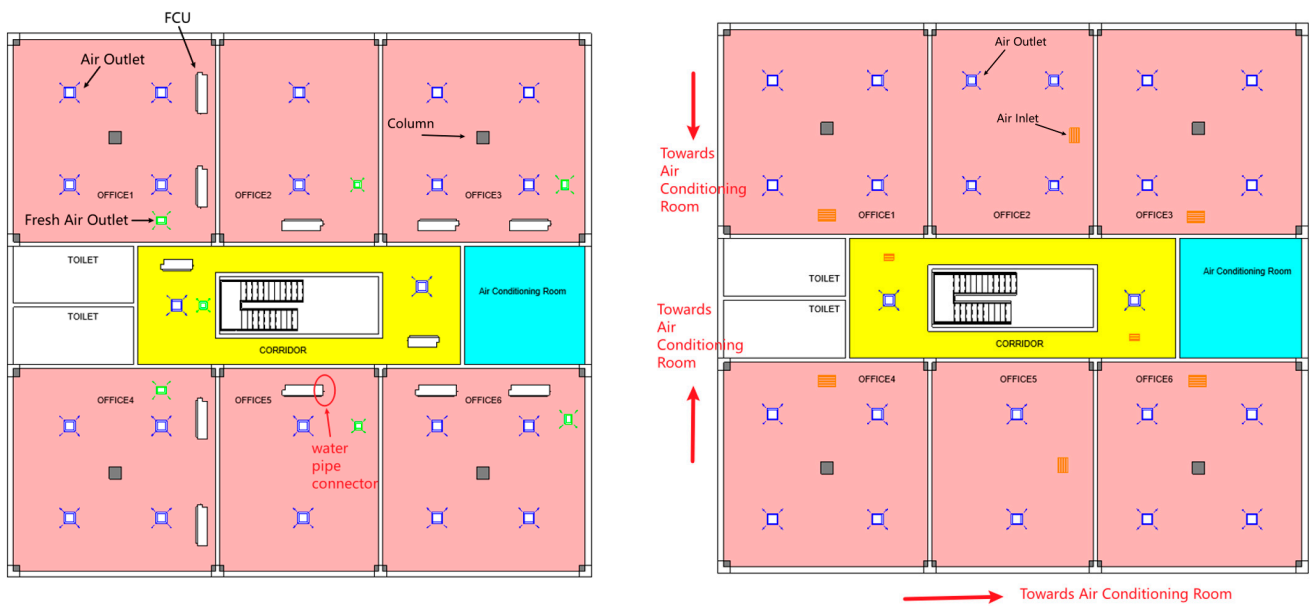 FCU
Air Outlet
Column
OFFICE1
OFFICE2
OFFICE3
Fresh Air Outlet
TOILET
TOILET
Air Conditioning Room
CORRIDOR
OFFICE4
OFFICE5
OFFICE6
water
pipe
connector
Air Outlet
Air Inlet
Towards
Air
Conditioning
Room
OFFICE1
OFFICE2
OFFICE3
TOILET
TOILET
Air Conditioning Room
Towards
Air
Conditioning
Room
CORRIDOR
OFFICE4
OFFICE5
OFFICE6
Towards Air Conditioning Room